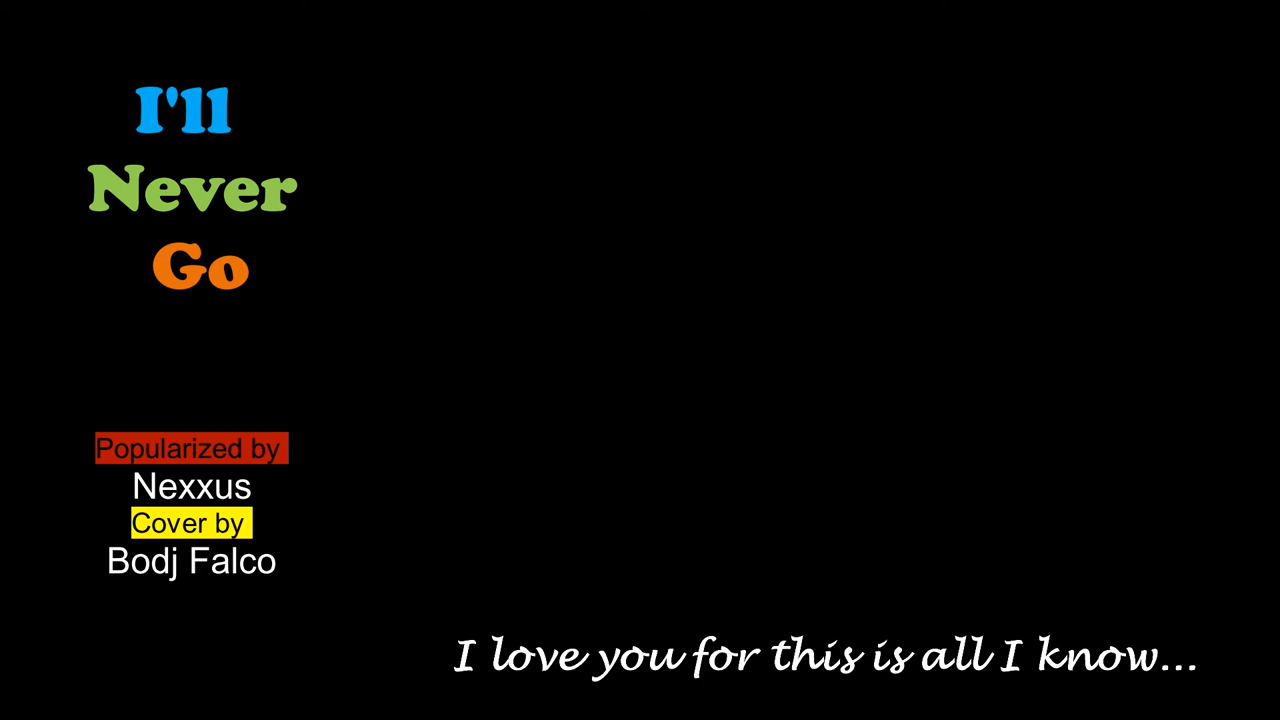 I'll
Never
Go
Popularized by
Nexxus
Cover by
Bodj Falco
I love you for this is all I know...